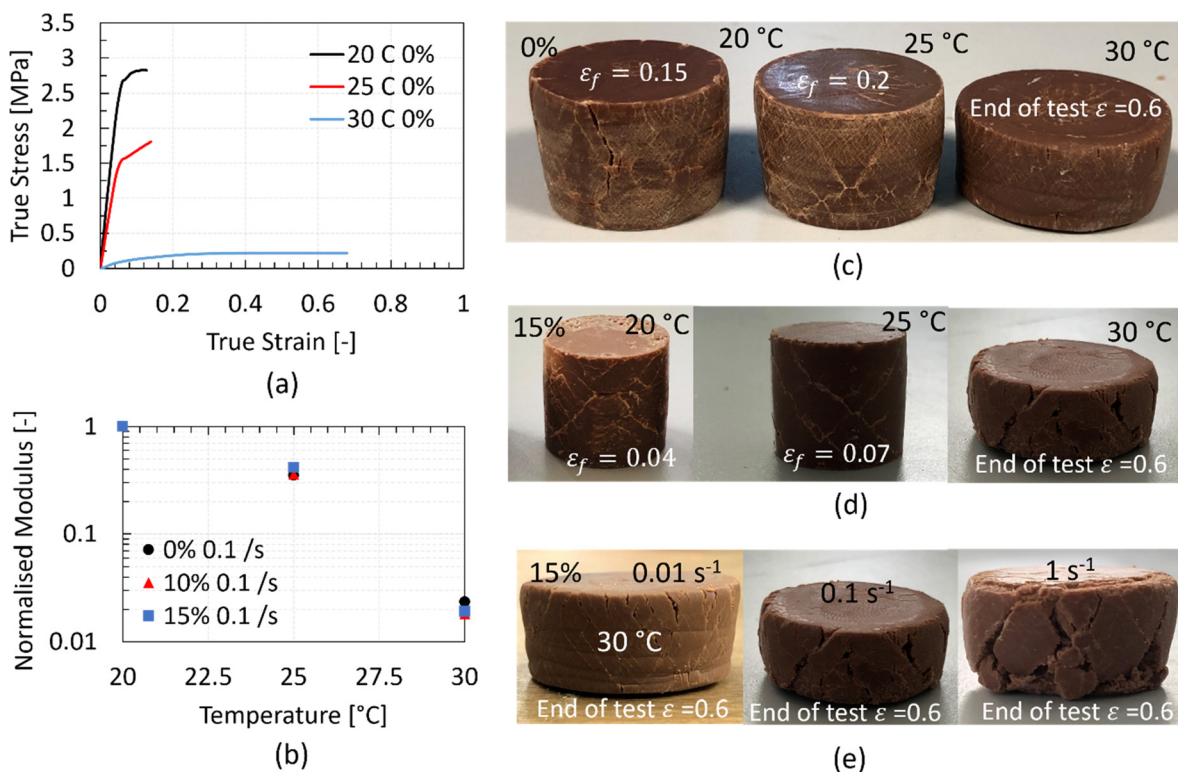 3.5
3
2.5
2
1.5
1
0.5
0
True Stress [MPa]
20 C 0%
25 C 0%
30 C 0%
0 0.2 0.4 0.6 0.8 1
True Strain [-]
(a)
Normalised Modulus [-]
1
0.1
0.01
0% 0.1 /s
10% 0.1 /s
15% 0.1 /s
20 22.5 25 27.5 30
Temperature [°C]
(b)
0% 20 °C 25 °C 30 °C
εf = 0.15
εf = 0.2
End of test ε =0.6
(c)
15% 20 °C 25 °C 30 °C
εf = 0.04
εf = 0.07
End of test ε =0.6
(d)
15% 0.01 s⁻¹
30 °C
End of test ε =0.6
0.1 s⁻¹
End of test ε =0.6
1 s⁻¹
End of test ε =0.6
(e)